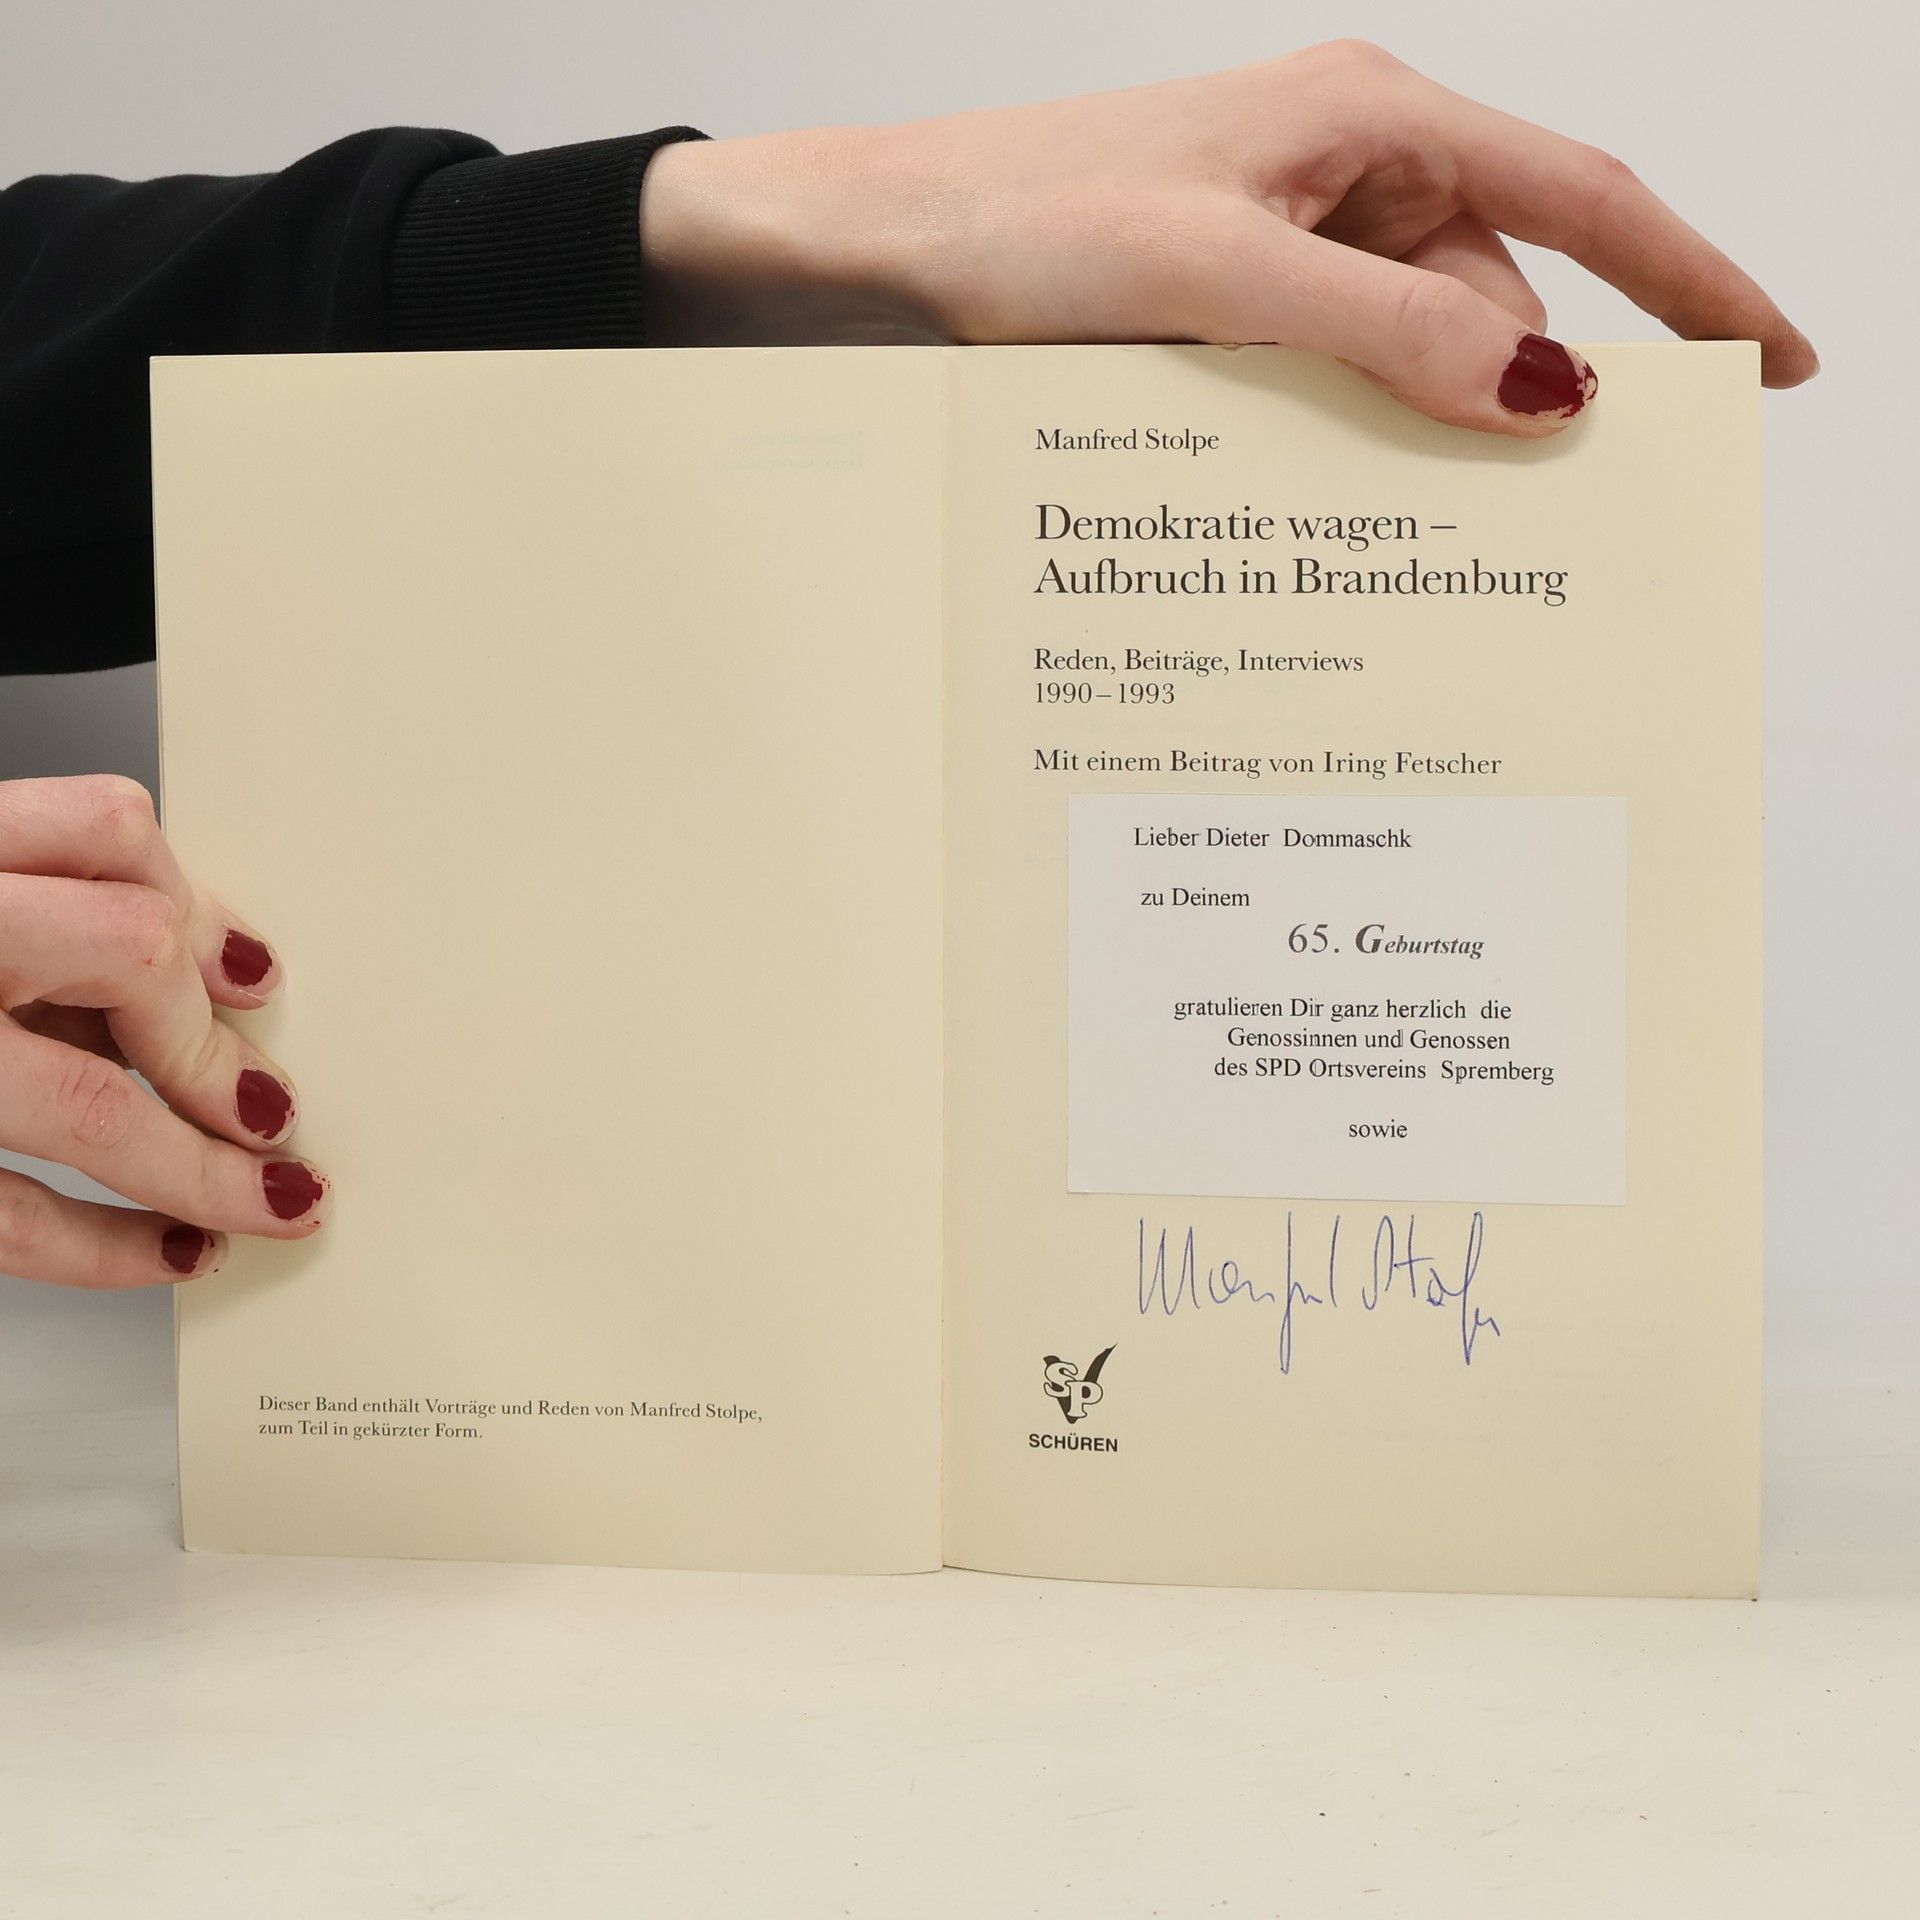 Dieser Band enthält Vorträge und Reden von Manfred Stolpe,
zum Teil in gekürzter Form.
Manfred Stolpe
Demokratie wagen –
Aufbruch in Brandenburg
Reden, Beiträge, Interviews
1990–1993
Mit einem Beitrag von Iring Fetscher
Lieber Dieter Dommaschk
zu Deinem
65. Geburtstag
gratulieren Dir ganz herzlich die
Genossinnen und Genossen
des SPD Ortsvereins Spremberg
sowie
Manfred Stolpe
SP
SCHÜREN